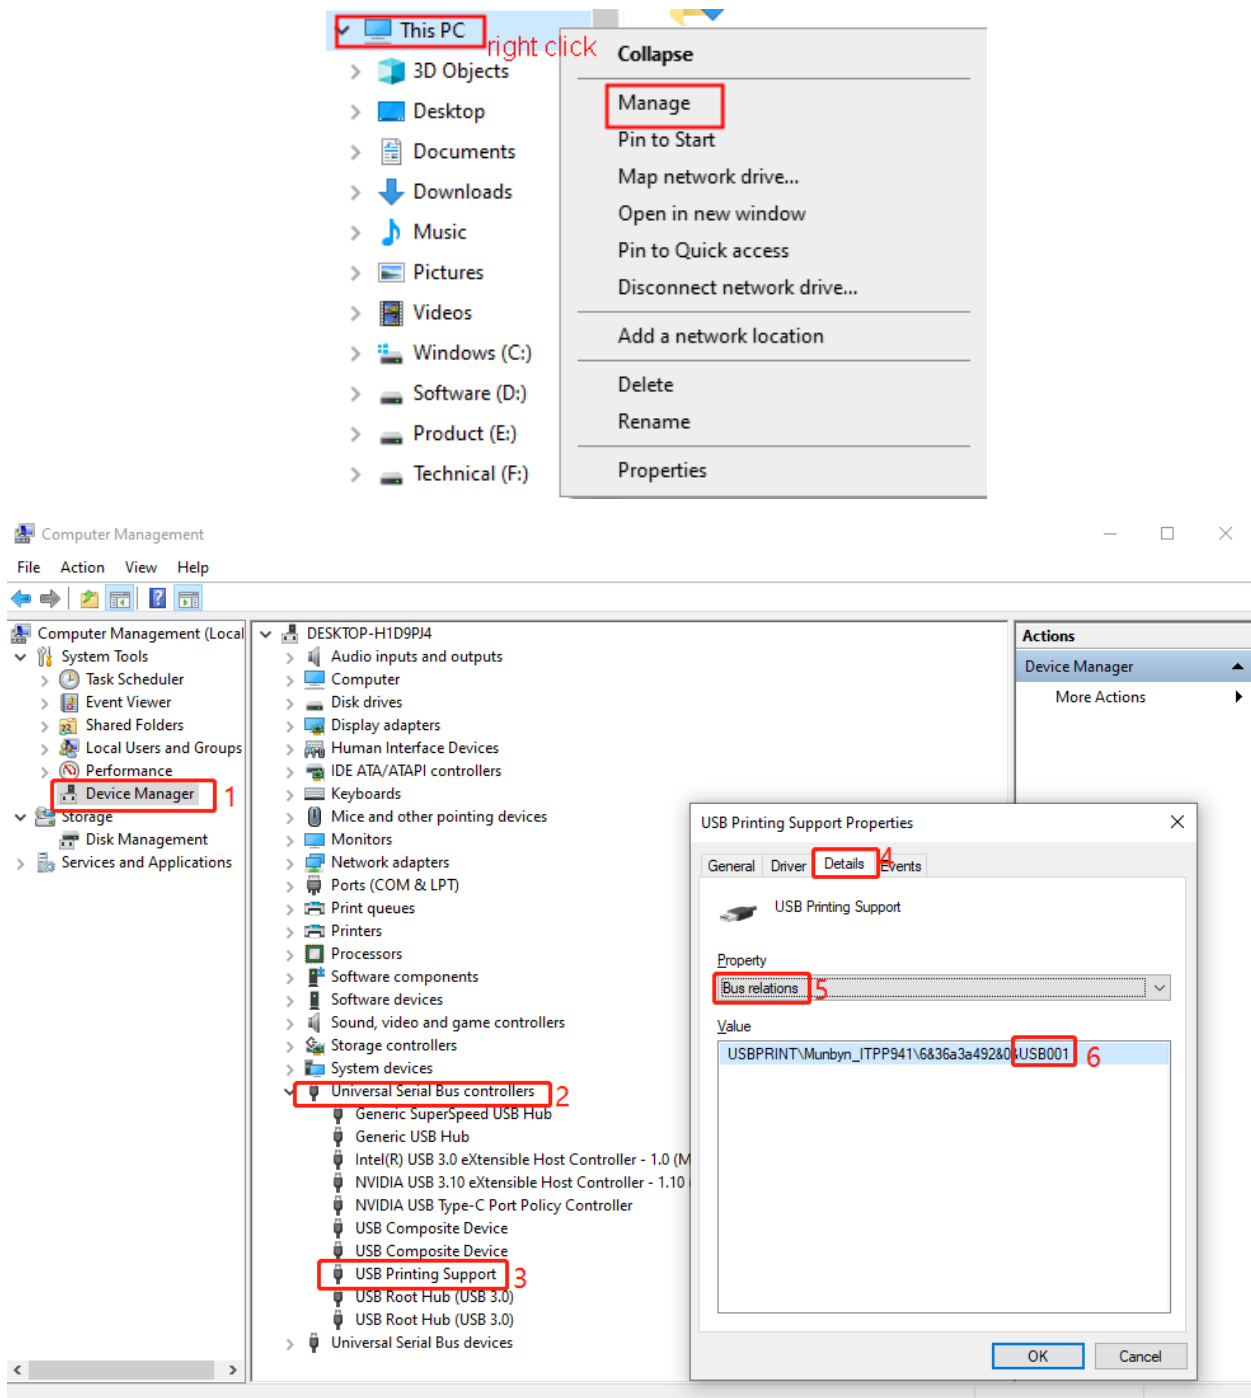 This PC
right click
3D Objects
Desktop
Documents
Downloads
Music
Pictures
Videos
Windows (C:)
Software (D:)
Product (E:)
Technical (F:)
Collapse
Manage
Pin to Start
Map network drive...
Open in new window
Pin to Quick access
Disconnect network drive...
Add a network location
Delete
Rename
Properties
Computer Management
File Action View Help
Computer Management (Local
System Tools
Task Scheduler
Event Viewer
Shared Folders
Local Users and Groups
Performance
Device Manager 1
Storage
Disk Management
Services and Applications
DESKTOP-H1D9PJ4
Audio inputs and outputs
Computer
Disk drives
Display adapters
Human Interface Devices
IDE ATA/ATAPI controllers
Keyboards
Mice and other pointing devices
Monitors
Network adapters
Ports (COM & LPT)
Print queues
Printers
Processors
Software components
Software devices
Sound, video and game controllers
Storage controllers
System devices
Universal Serial Bus controllers 2
Generic SuperSpeed USB Hub
Generic USB Hub
Intel(R) USB 3.0 eXtensible Host Controller - 1.0 (M
NVIDIA USB 3.10 eXtensible Host Controller - 1.10
NVIDIA USB Type-C Port Policy Controller
USB Composite Device
USB Composite Device
USB Printing Support 3
USB Root Hub (USB 3.0)
USB Root Hub (USB 3.0)
Universal Serial Bus devices
Actions
Device Manager
More Actions
USB Printing Support Properties
General Driver Details 4 Events
USB Printing Support
Property
Bus relations 5
Value
USBPRINT\Munbyn_ITPP941\6&36a3a492&0&USB001 6
OK Cancel